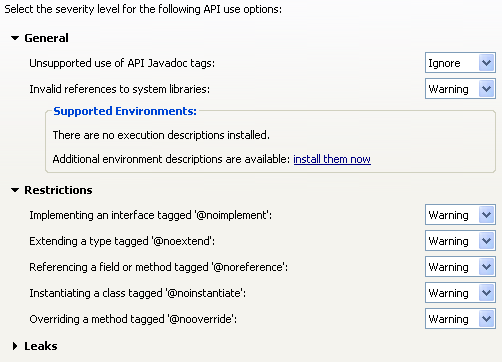 Select the severity level for the following API use options:
General
Unsupported use of API Javadoc tags: Ignore
Invalid references to system libraries: Warning
Supported Environments:
There are no execution descriptions installed.
Additional environment descriptions are available: install them now
Restrictions
Implementing an interface tagged '@noimplement': Warning
Extending a type tagged '@noextend': Warning
Referencing a field or method tagged '@noreference': Warning
Instantiating a class tagged '@noinstantiate': Warning
Overriding a method tagged '@nooverride': Warning
Leaks